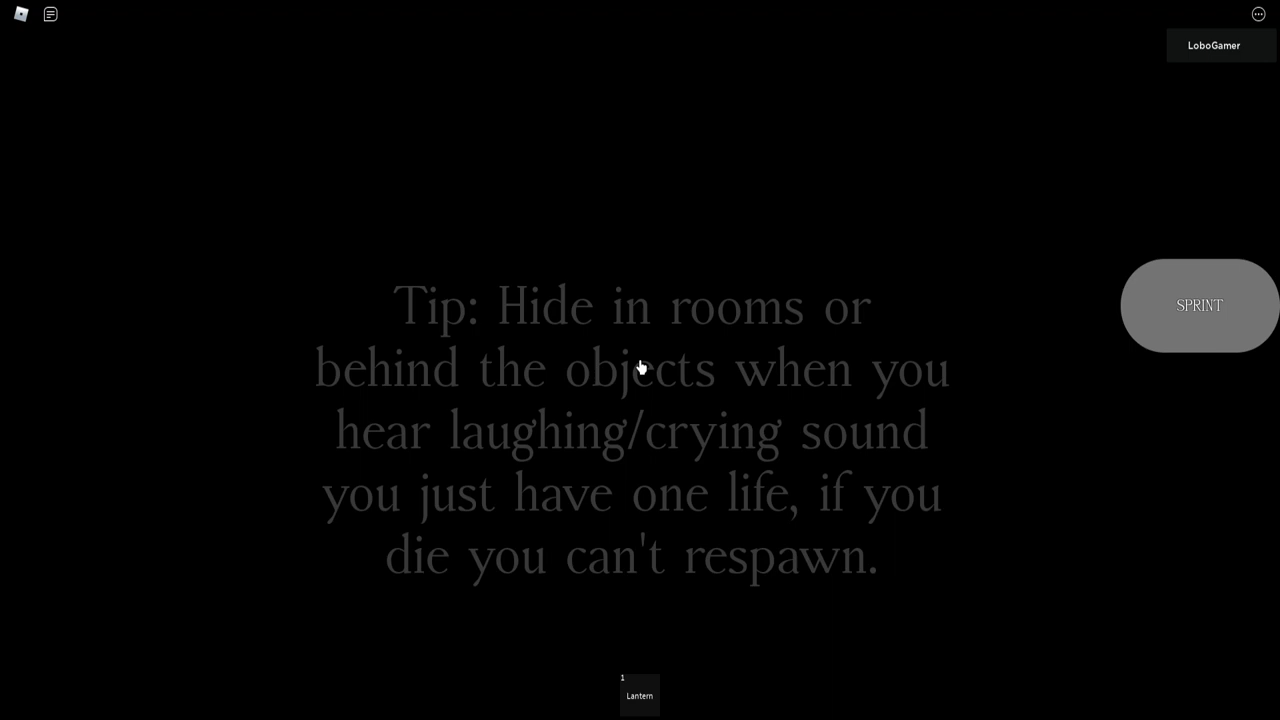 LoboGamer
Tip: Hide in rooms or
behind the objects when you
hear laughing/crying sound
you just have one life, if you
die you can't respawn.
SPRINT
1
Lantern